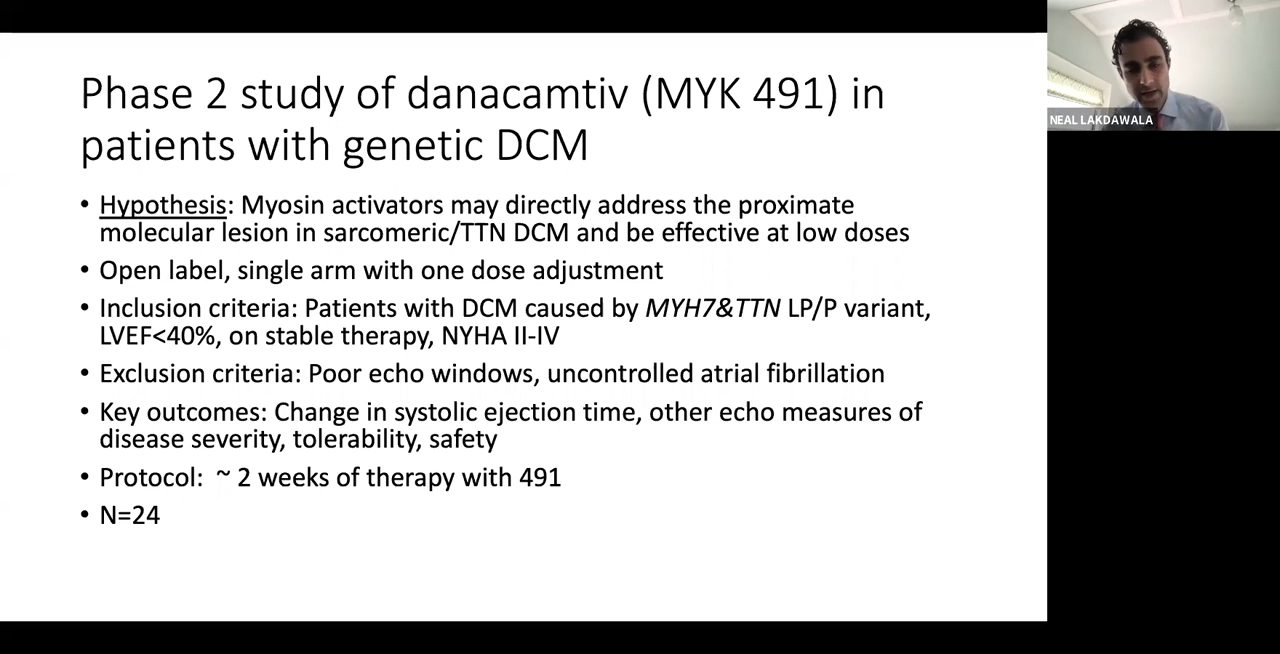 Phase 2 study of danacamtiv (MYK 491) in
patients with genetic DCM
• Hypothesis: Myosin activators may directly address the proximate
molecular lesion in sarcomeric/TTN DCM and be effective at low doses
• Open label, single arm with one dose adjustment
• Inclusion criteria: Patients with DCM caused by MYH7&TTN LP/P variant,
LVEF<40%, on stable therapy, NYHA II-IV
• Exclusion criteria: Poor echo windows, uncontrolled atrial fibrillation
• Key outcomes: Change in systolic ejection time, other echo measures of
disease severity, tolerability, safety
• Protocol:  ~ 2 weeks of therapy with 491
• N=24
NEAL LAKDAWALA